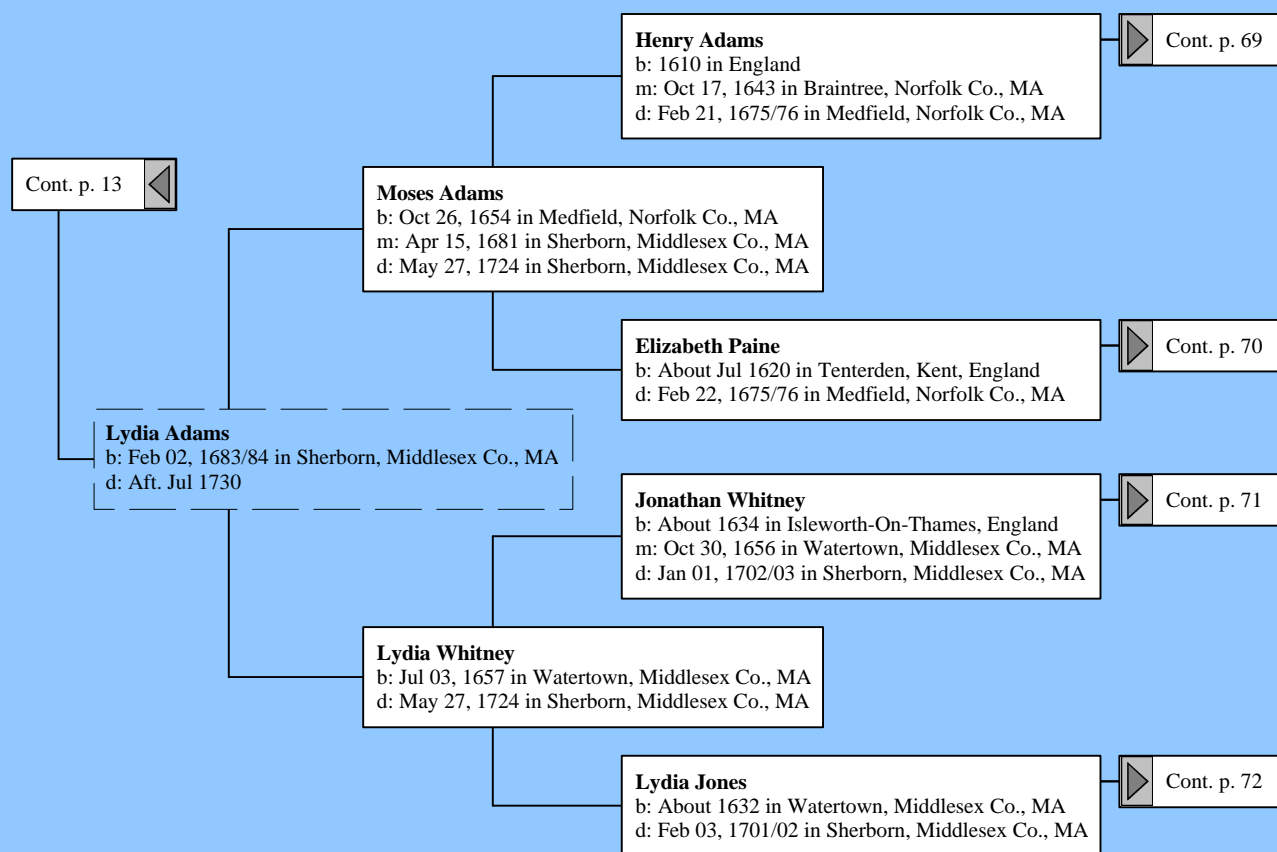 Henry Adams
b: 1610 in England
m: Oct 17, 1643 in Braintree, Norfolk Co., MA
d: Feb 21, 1675/76 in Medfield, Norfolk Co., MA
Cont. p. 69
Cont. p. 13
Moses Adams
b: Oct 26, 1654 in Medfield, Norfolk Co., MA
m: Apr 15, 1681 in Sherborn, Middlesex Co., MA
d: May 27, 1724 in Sherborn, Middlesex Co., MA
Elizabeth Paine
b: About Jul 1620 in Tenterden, Kent, England
d: Feb 22, 1675/76 in Medfield, Norfolk Co., MA
Cont. p. 70
Lydia Adams
b: Feb 02, 1683/84 in Sherborn, Middlesex Co., MA
d: Aft. Jul 1730
Jonathan Whitney
b: About 1634 in Isleworth-On-Thames, England
m: Oct 30, 1656 in Watertown, Middlesex Co., MA
d: Jan 01, 1702/03 in Sherborn, Middlesex Co., MA
Cont. p. 71
Lydia Whitney
b: Jul 03, 1657 in Watertown, Middlesex Co., MA
d: May 27, 1724 in Sherborn, Middlesex Co., MA
Lydia Jones
b: About 1632 in Watertown, Middlesex Co., MA
d: Feb 03, 1701/02 in Sherborn, Middlesex Co., MA
Cont. p. 72